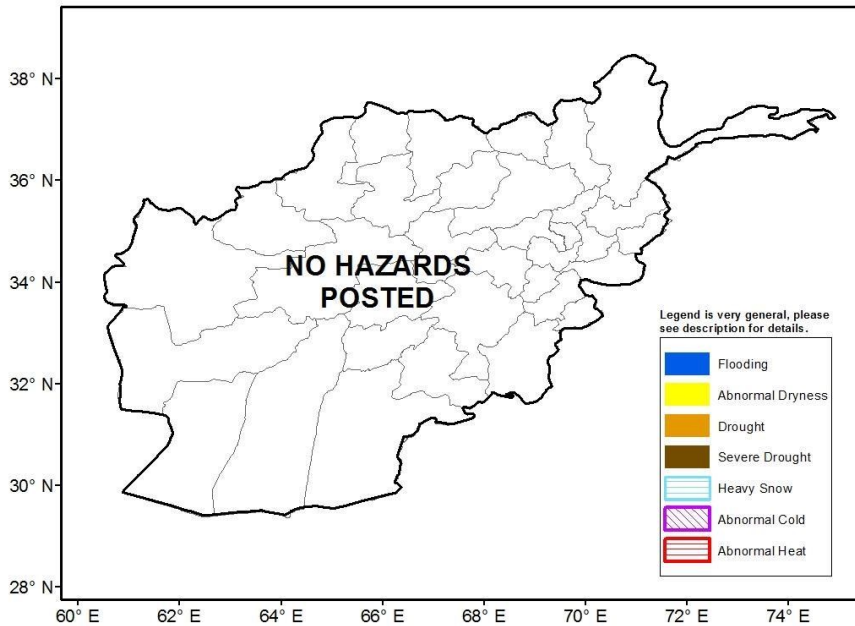 38° N
36° N
34° N
32° N
30° N
28° N
NO HAZARDS
POSTED
Legend is very general, please
see description for details.
Flooding
Abnormal Dryness
Drought
Severe Drought
Heavy Snow
Abnormal Cold
Abnormal Heat
60° E 62° E 64° E 66° E 68° E 70° E 72° E 74° E